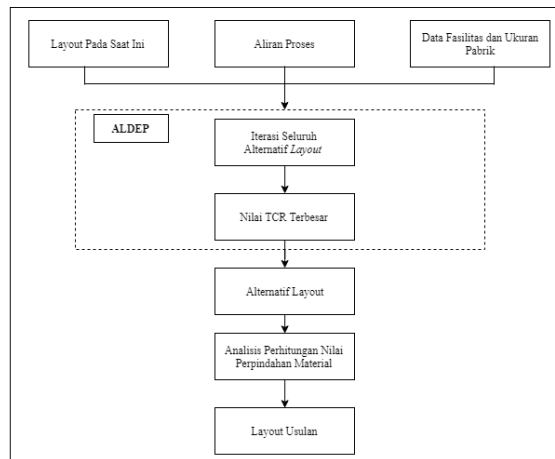 Layout Pada Saat Ini
Aliran Proses
Data Fasilitas dan Ukuran
Pabrik
ALDEP
Iterasi Seluruh
Alternatif Layout
Nilai TCR Terbesar
Alternatif Layout
Analisis Perhitungan Nilai
Perpindahan Material
Layout Usulan